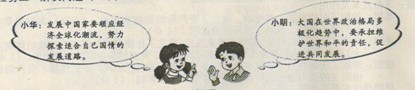 小华：发展中国家要顺应经
济全球化潮流，努力
探索适合自己国情的
发展道路。
小明：大国在世界政治格局多
极化趋势中，要承担维
护世界和平的责任，促
进共同发展。